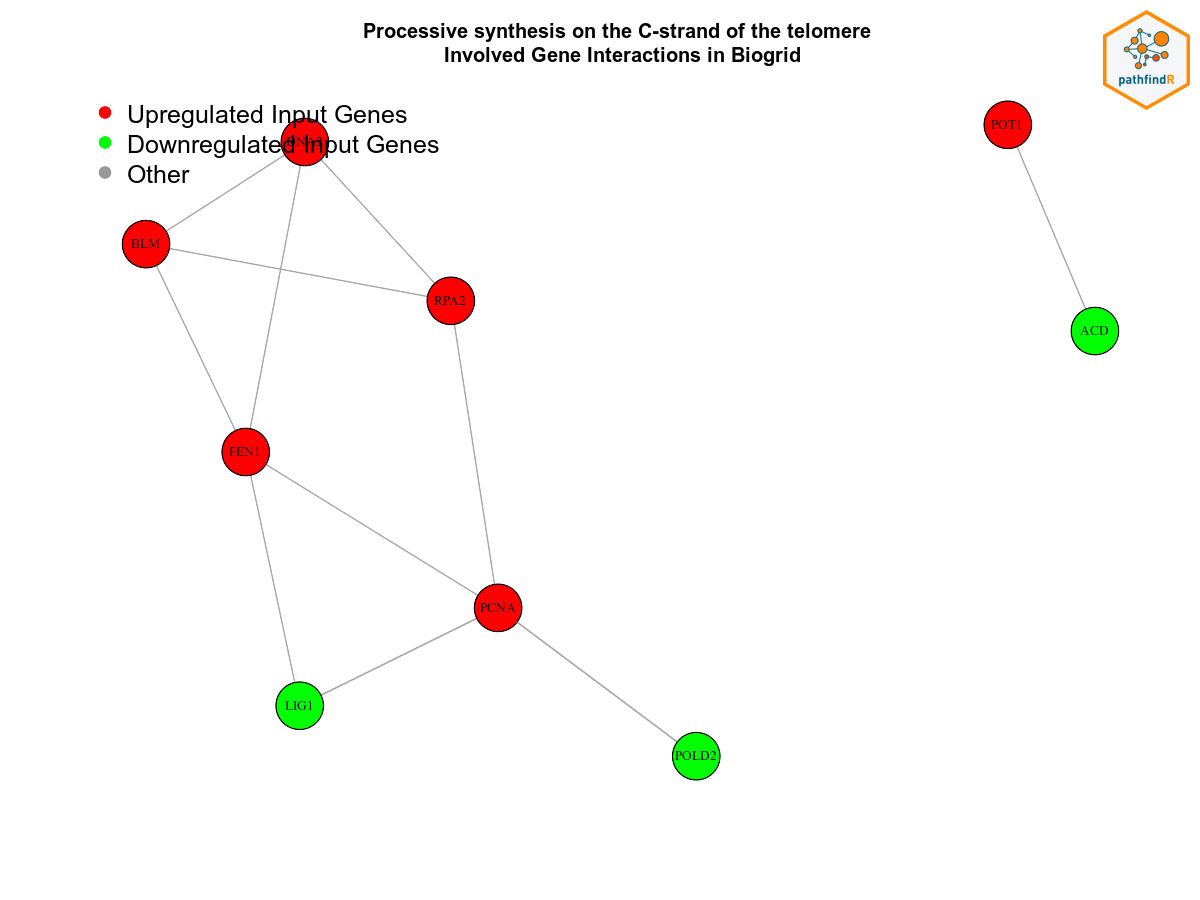 Processive synthesis on the C-strand of the telomere
Involved Gene Interactions in Biogrid
pathfindR
Upregulated Input Genes
Downregulated Input Genes
Other
POT1
BLM
RPA2
ACD
FEN1
PCNA
LIG1
POLD2